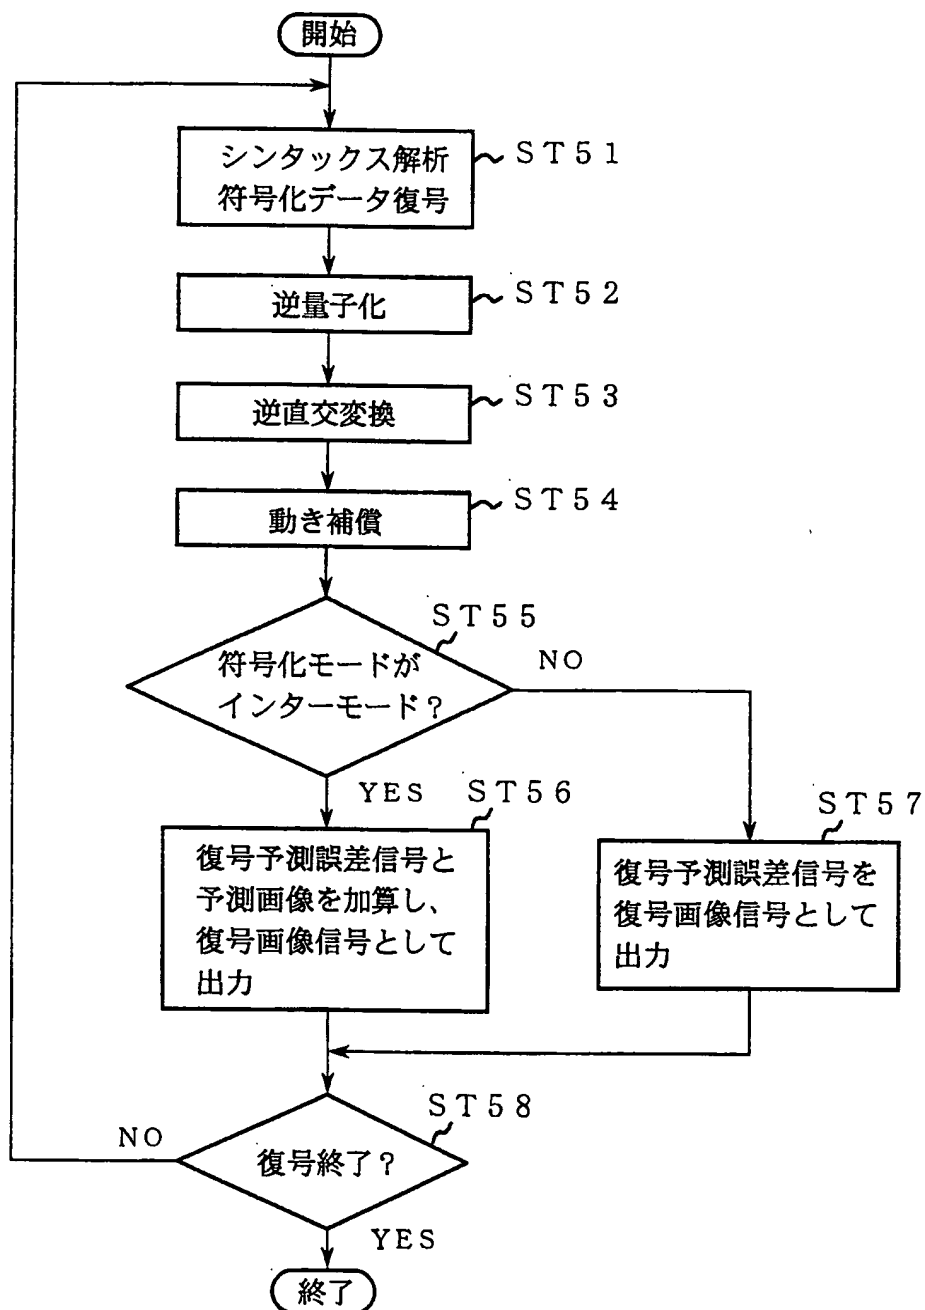 開始
シンタックス解析
符号化データ復号
ST51
逆量子化
ST52
逆直交変換
ST53
動き補償
ST54
ST55
符号化モードが
インターモード?
NO
YES
ST56
復号予測誤差信号と
予測画像を加算し、
復号画像信号として
出力
ST57
復号予測誤差信号を
復号画像信号として
出力
ST58
復号終了?
NO
YES
終了